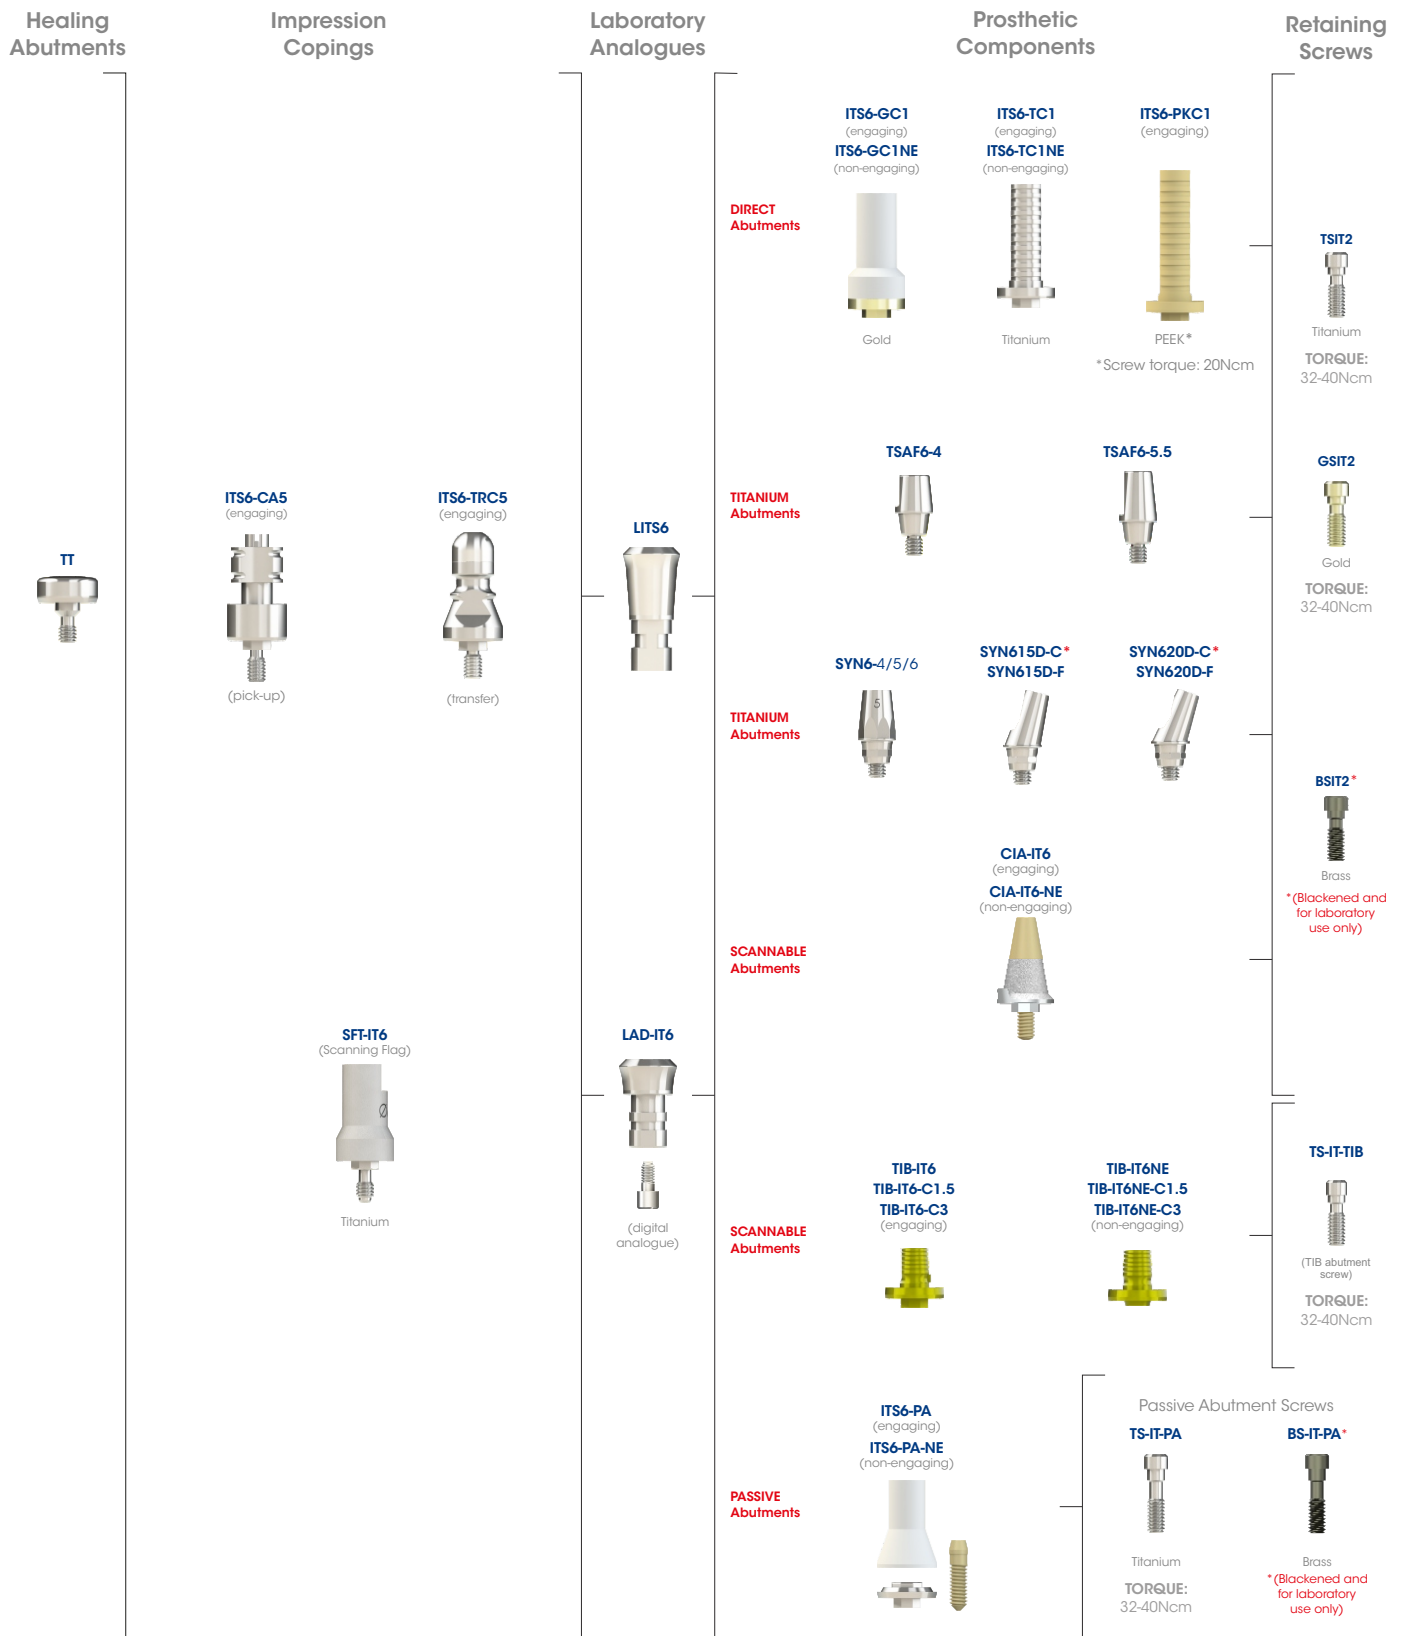 Healing
Abutments
Impression
Copings
Laboratory
Analogues
Prosthetic
Components
Retaining
Screws
ITS6-GC1
(engaging)
ITS6-GC1NE
(non-engaging)
ITS6-TC1
(engaging)
ITS6-TC1NE
(non-engaging)
ITS6-PKC1
(engaging)
DIRECT
Abutments
Gold
Titanium
PEEK*
*Screw torque: 20Ncm
TSIT2
Titanium
TORQUE:
32-40Ncm
TSAF6-4
TSAF6-5.5
TITANIUM
Abutments
GSIT2
Gold
TORQUE:
32-40Ncm
TT
ITS6-CA5
(engaging)
(pick-up)
ITS6-TRC5
(engaging)
(transfer)
LITS6
SYN6-4/5/6
SYN615D-C*
SYN615D-F
SYN620D-C*
SYN620D-F
TITANIUM
Abutments
5
BSIT2*
Brass
*(Blackened and
for laboratory
use only)
CIA-IT6
(engaging)
CIA-IT6-NE
(non-engaging)
SCANNABLE
Abutments
SFT-IT6
(Scanning Flag)
Ø
Titanium
LAD-IT6
(digital
analogue)
TIB-IT6
TIB-IT6-C1.5
TIB-IT6-C3
(engaging)
TIB-IT6NE
TIB-IT6NE-C1.5
TIB-IT6NE-C3
(non-engaging)
SCANNABLE
Abutments
TS-IT-TIB
(TIB abutment
screw)
TORQUE:
32-40Ncm
ITS6-PA
(engaging)
ITS6-PA-NE
(non-engaging)
PASSIVE
Abutments
Passive Abutment Screws
TS-IT-PA
Titanium
TORQUE:
32-40Ncm
BS-IT-PA*
Brass
*(Blackened and
for laboratory
use only)